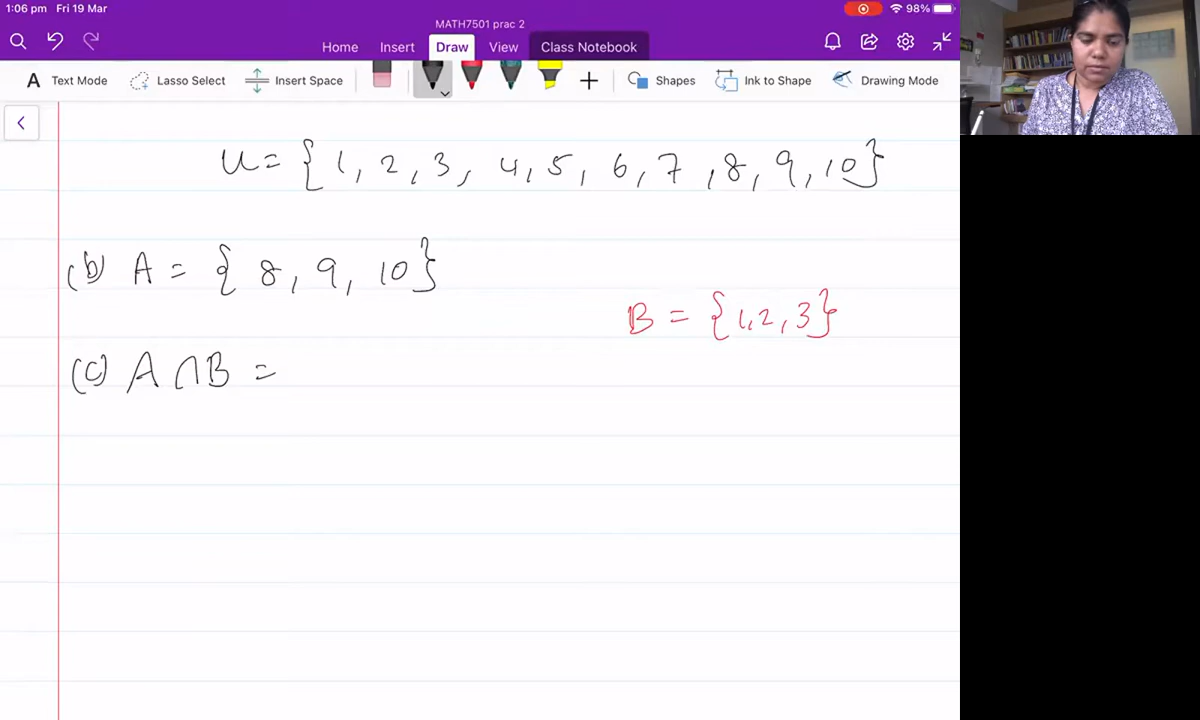 1:06 pm Fri 19 Mar
98%
MATH7501 prac 2
Home Insert Draw View Class Notebook
A Text Mode Lasso Select Insert Space Shapes Ink to Shape Drawing Mode
U = {1, 2, 3, 4, 5, 6, 7, 8, 9, 10}
(b) A = {8, 9, 10}
B = {1, 2, 3}
(c) A ∩ B =